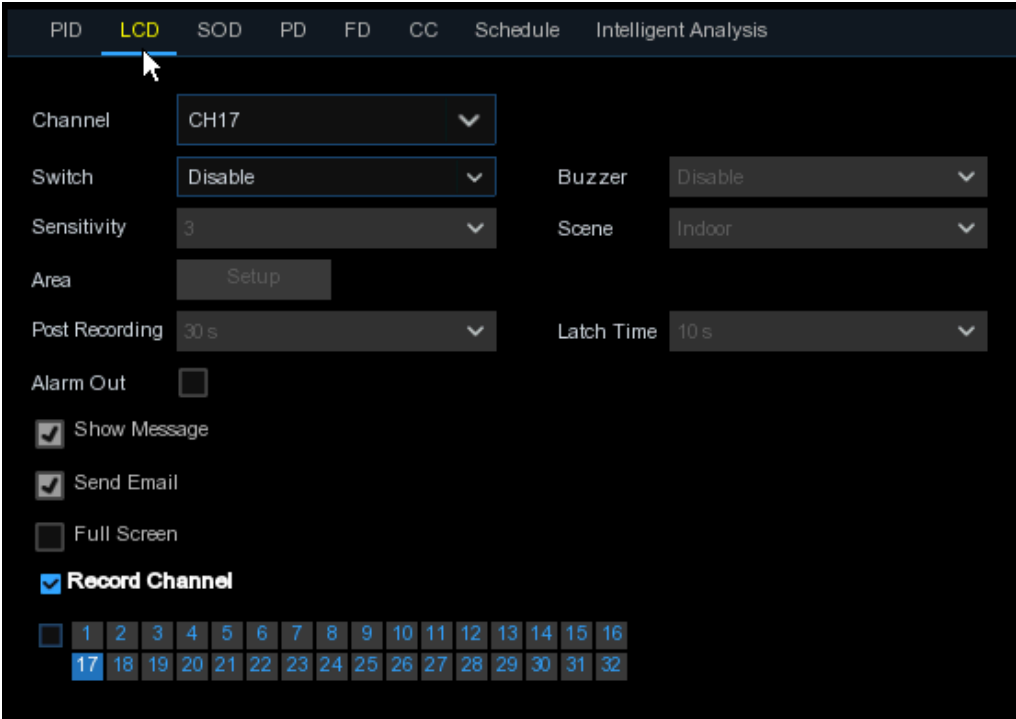 PID LCD SOD PD FD CC Schedule Intelligent Analysis
Channel CH17
Switch Disable Buzzer Disable
Sensitivity 3 Scene Indoor
Area Setup
Post Recording 30 s Latch Time 10 s
Alarm Out
Show Message
Send Email
Full Screen
Record Channel
1 2 3 4 5 6 7 8 9 10 11 12 13 14 15 16
17 18 19 20 21 22 23 24 25 26 27 28 29 30 31 32